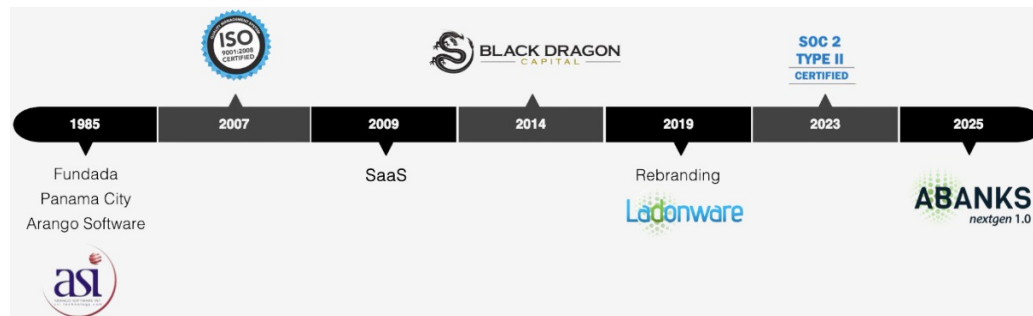 ISO
9001:2008
CERTIFIED
BLACK DRAGON
CAPITAL
SOC 2
TYPE II
CERTIFIED
1985
2007
2009
2014
2019
2023
2025
Fundada
Panama City
Arango Software
asi
SaaS
Rebranding
Ladonware
ABANKS
nextgen 1.0